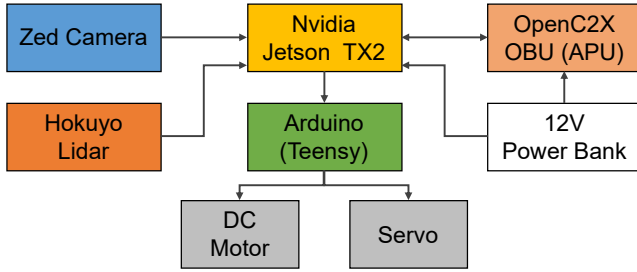 Zed Camera
Nvidia
Jetson TX2
OpenC2X
OBU (APU)
Hokuyo
Lidar
Arduino
(Teensy)
12V
Power Bank
DC
Motor
Servo